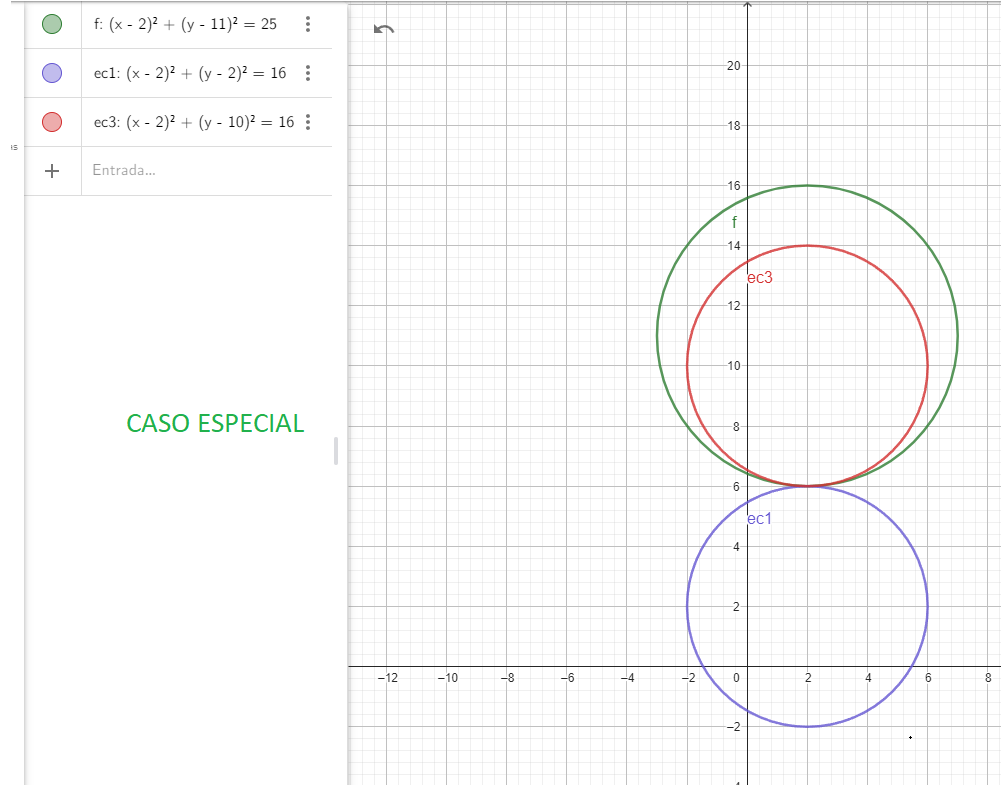 f: (x - 2)² + (y - 11)² = 25
ec1: (x - 2)² + (y - 2)² = 16
ec3: (x - 2)² + (y - 10)² = 16
Entrada...
CASO ESPECIAL
20
18
16
f
14
ec3
12
10
8
6
ec1
4
2
−12 −10 −8 −6 −4 −2 0 2 4 6 8
−2